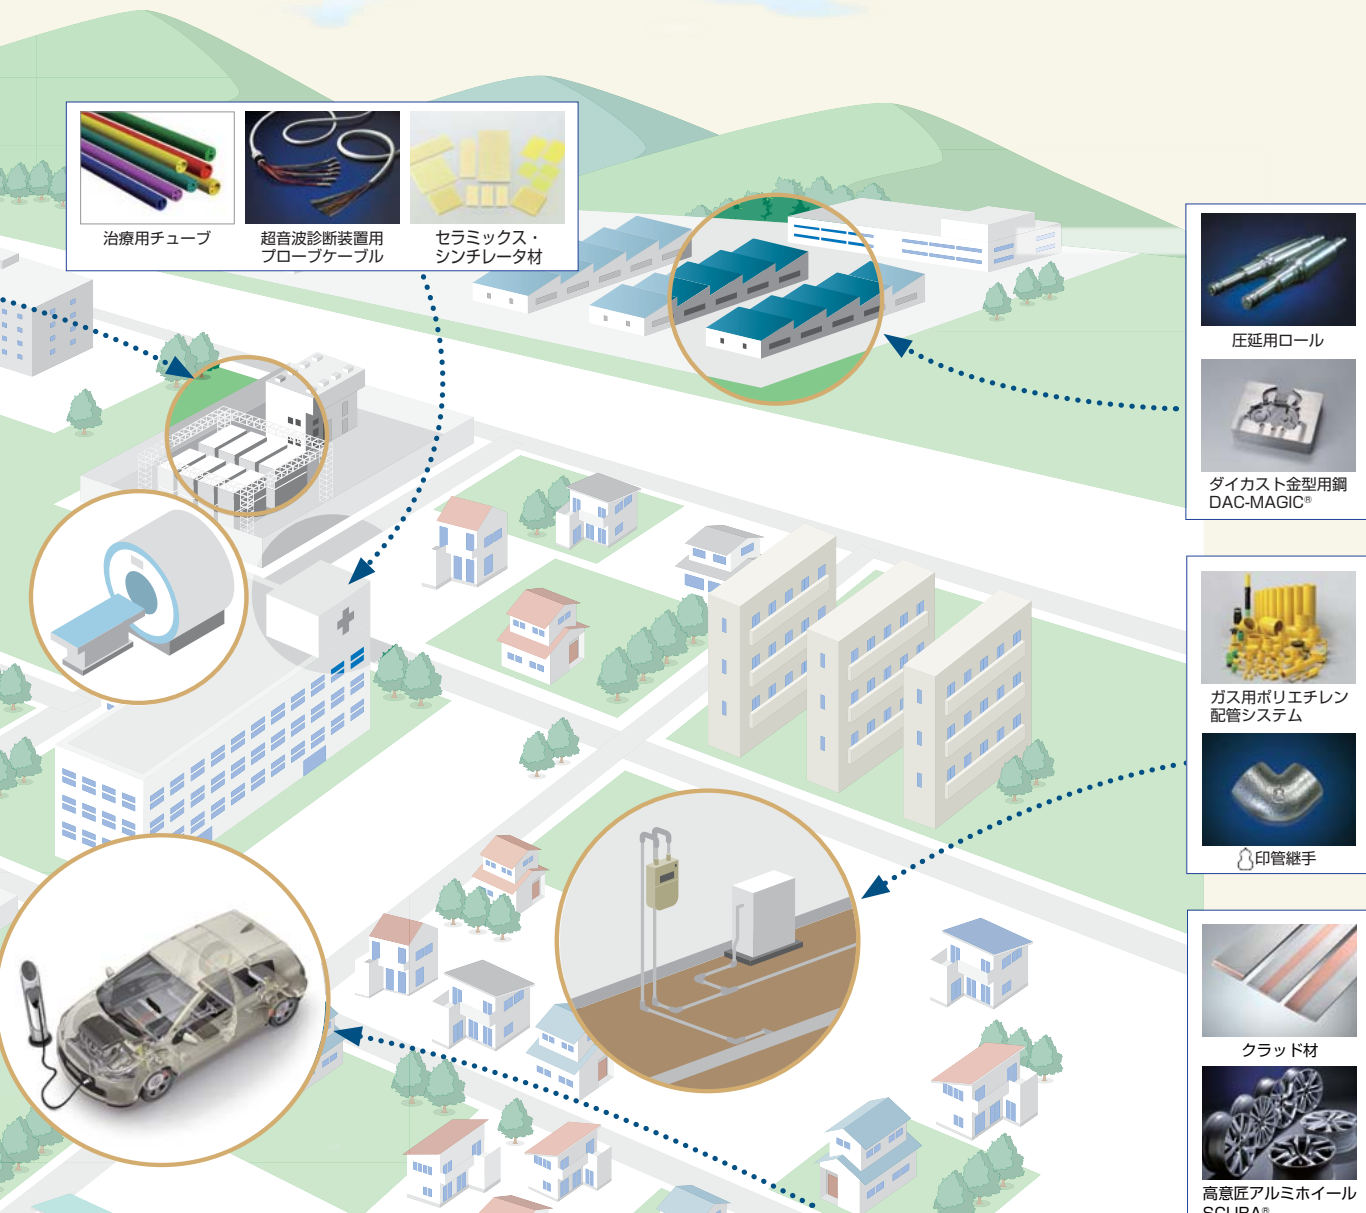 治療用チューブ
超音波診断装置用
プローブケーブル
セラミックス・
シンチレータ材
圧延用ロール
ダイカスト金型用鋼
DAC-MAGIC®
ガス用ポリエチレン
配管システム
印管継手
クラッド材
高意匠アルミホイール
SCUBA®